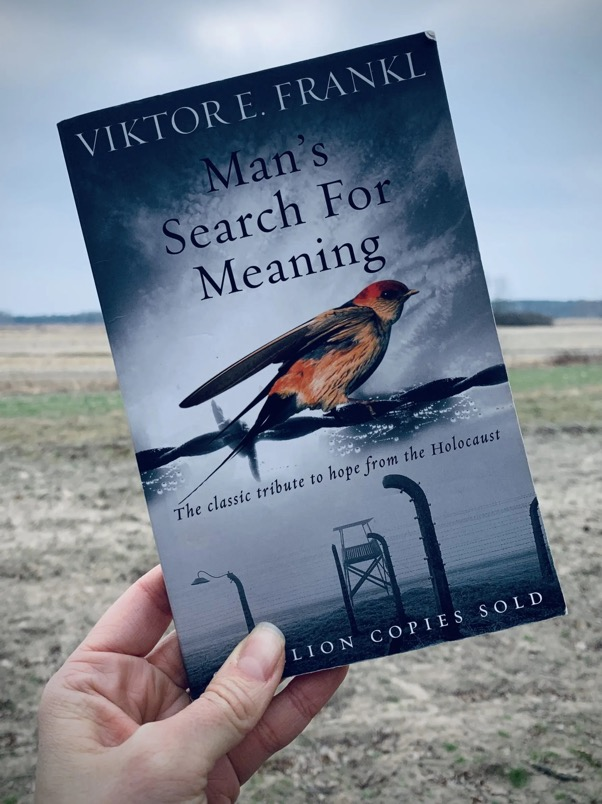 VIKTOR E. FRANKL
Man's
Search For
Meaning
The classic tribute to hope from the Holocaust
LION COPIES SOLD